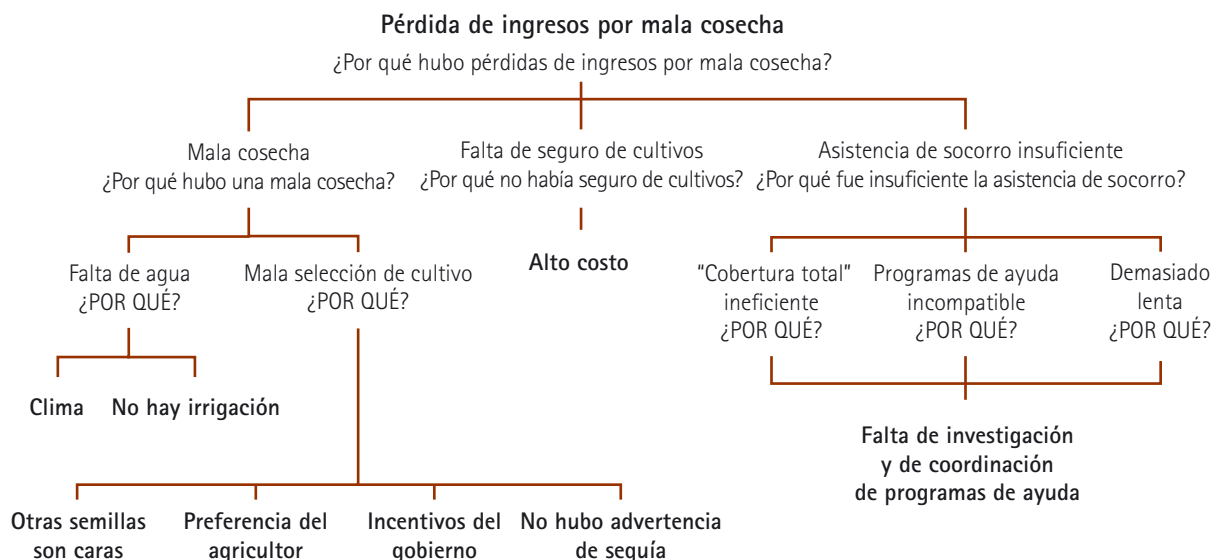 Pérdida de ingresos por mala cosecha
¿Por qué hubo pérdidas de ingresos por mala cosecha?
Mala cosecha
¿Por qué hubo una mala cosecha?
Falta de seguro de cultivos
¿Por qué no había seguro de cultivos?
Asistencia de socorro insuficiente
¿Por qué fue insuficiente la asistencia de socorro?
Falta de agua
¿POR QUÉ?
Mala selección de cultivo
¿POR QUÉ?
Alto costo
"Cobertura total"
ineficiente
¿POR QUÉ?
Programas de ayuda
incompatible
¿POR QUÉ?
Demasiado
lenta
¿POR QUÉ?
Clima
No hay irrigación
Falta de investigación
y de coordinación
de programas de ayuda
Otras semillas
son caras
Preferencia del
agricultor
Incentivos del
gobierno
No hubo advertencia
de sequía